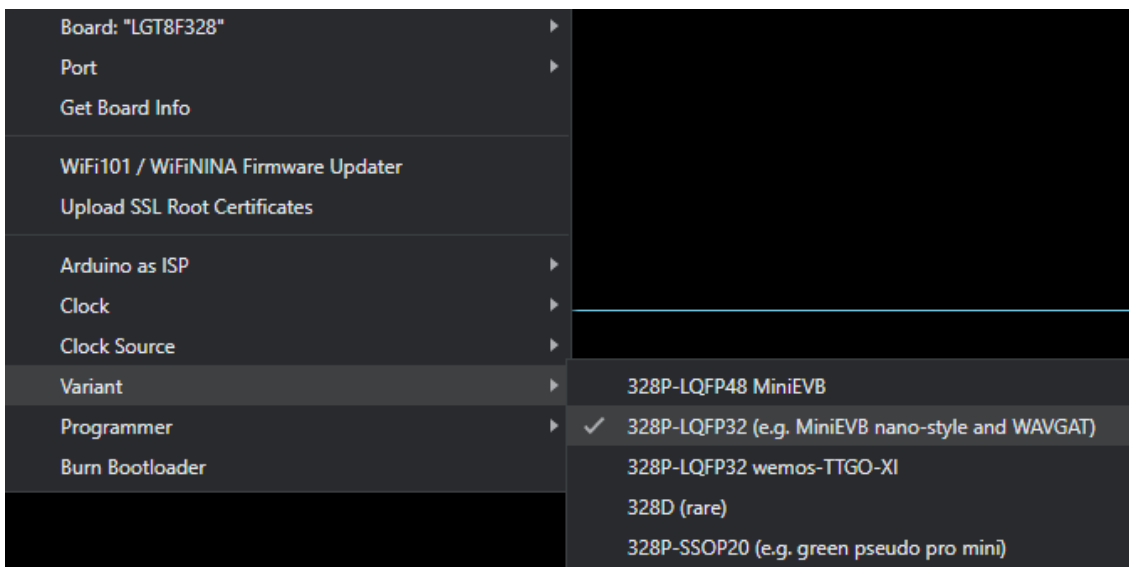 Board: "LGT8F328"
Port
Get Board Info
WiFi101 / WiFiNINA Firmware Updater
Upload SSL Root Certificates
Arduino as ISP
Clock
Clock Source
Variant
Programmer
Burn Bootloader
328P-LQFP48 MiniEVB
328P-LQFP32 (e.g. MiniEVB nano-style and WAVGAT)
328P-LQFP32 wemos-TTGO-XI
328D (rare)
328P-SSOP20 (e.g. green pseudo pro mini)